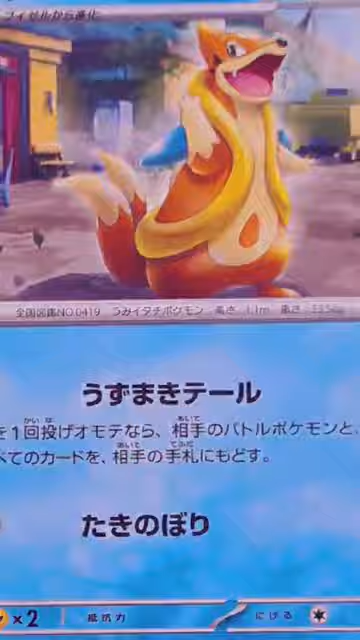 ブイゼルから進化
全国図鑑NO.0419 うみイタチポケモン 高さ 1.1m 重さ 33.5kg
うずまきテール
を1回投げオモテなら、相手のバトルポケモンと、
べてのカードを、相手の手札にもどす。
たきのぼり
×2 抵抗力 にげる